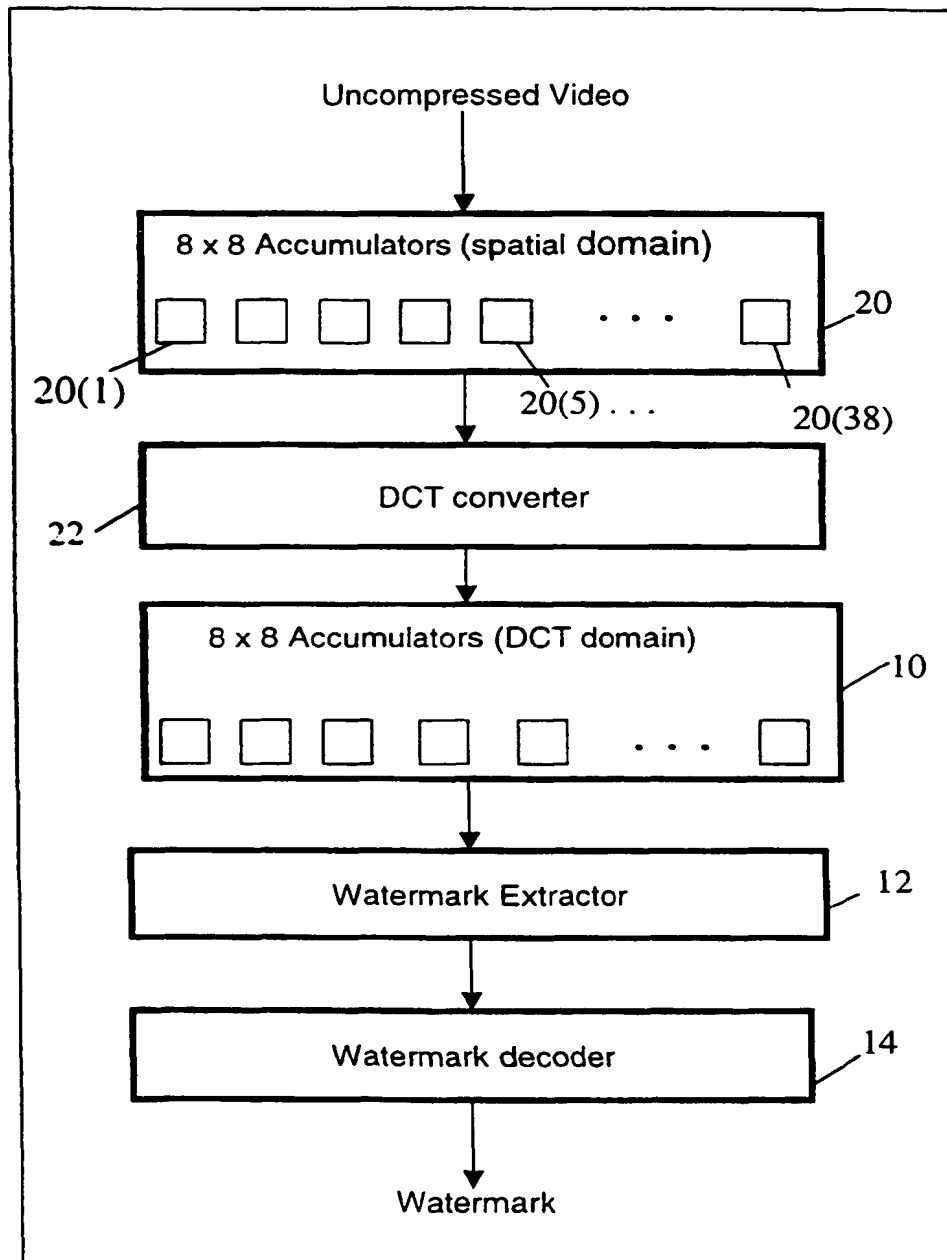 Uncompressed Video
8 x 8 Accumulators (spatial domain)
. . .
20
20(1)
20(5) . . .
20(38)
DCT converter
22
8 x 8 Accumulators (DCT domain)
10
. . .
Watermark Extractor
12
Watermark decoder
14
Watermark